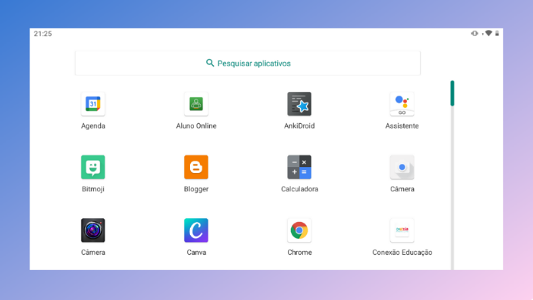 21:25
Pesquisar aplicativos
31
GO
Agenda
Aluno Online
AnkiDroid
Assistente
Bitmoji
Blogger
Calculadora
Câmera
Câmera
Canva
Chrome
Conexão Educação